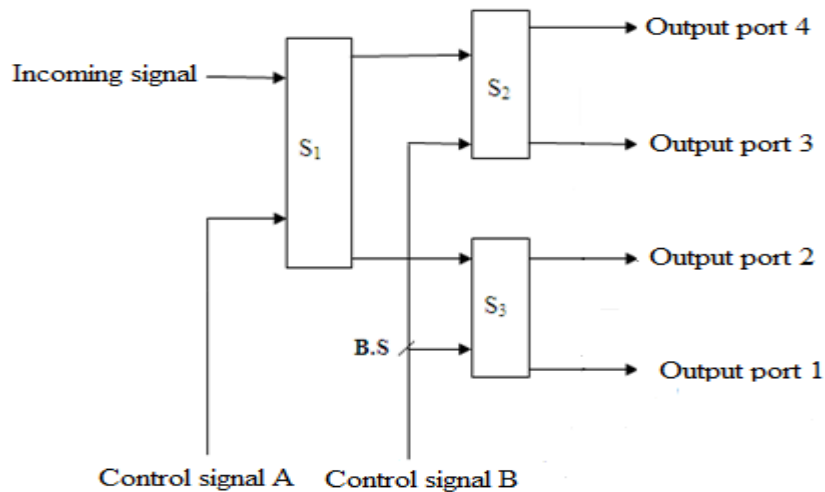 Output port 4
Incoming signal
S2
S1
Output port 3
Output port 2
S3
B.S
Output port 1
Control signal A
Control signal B